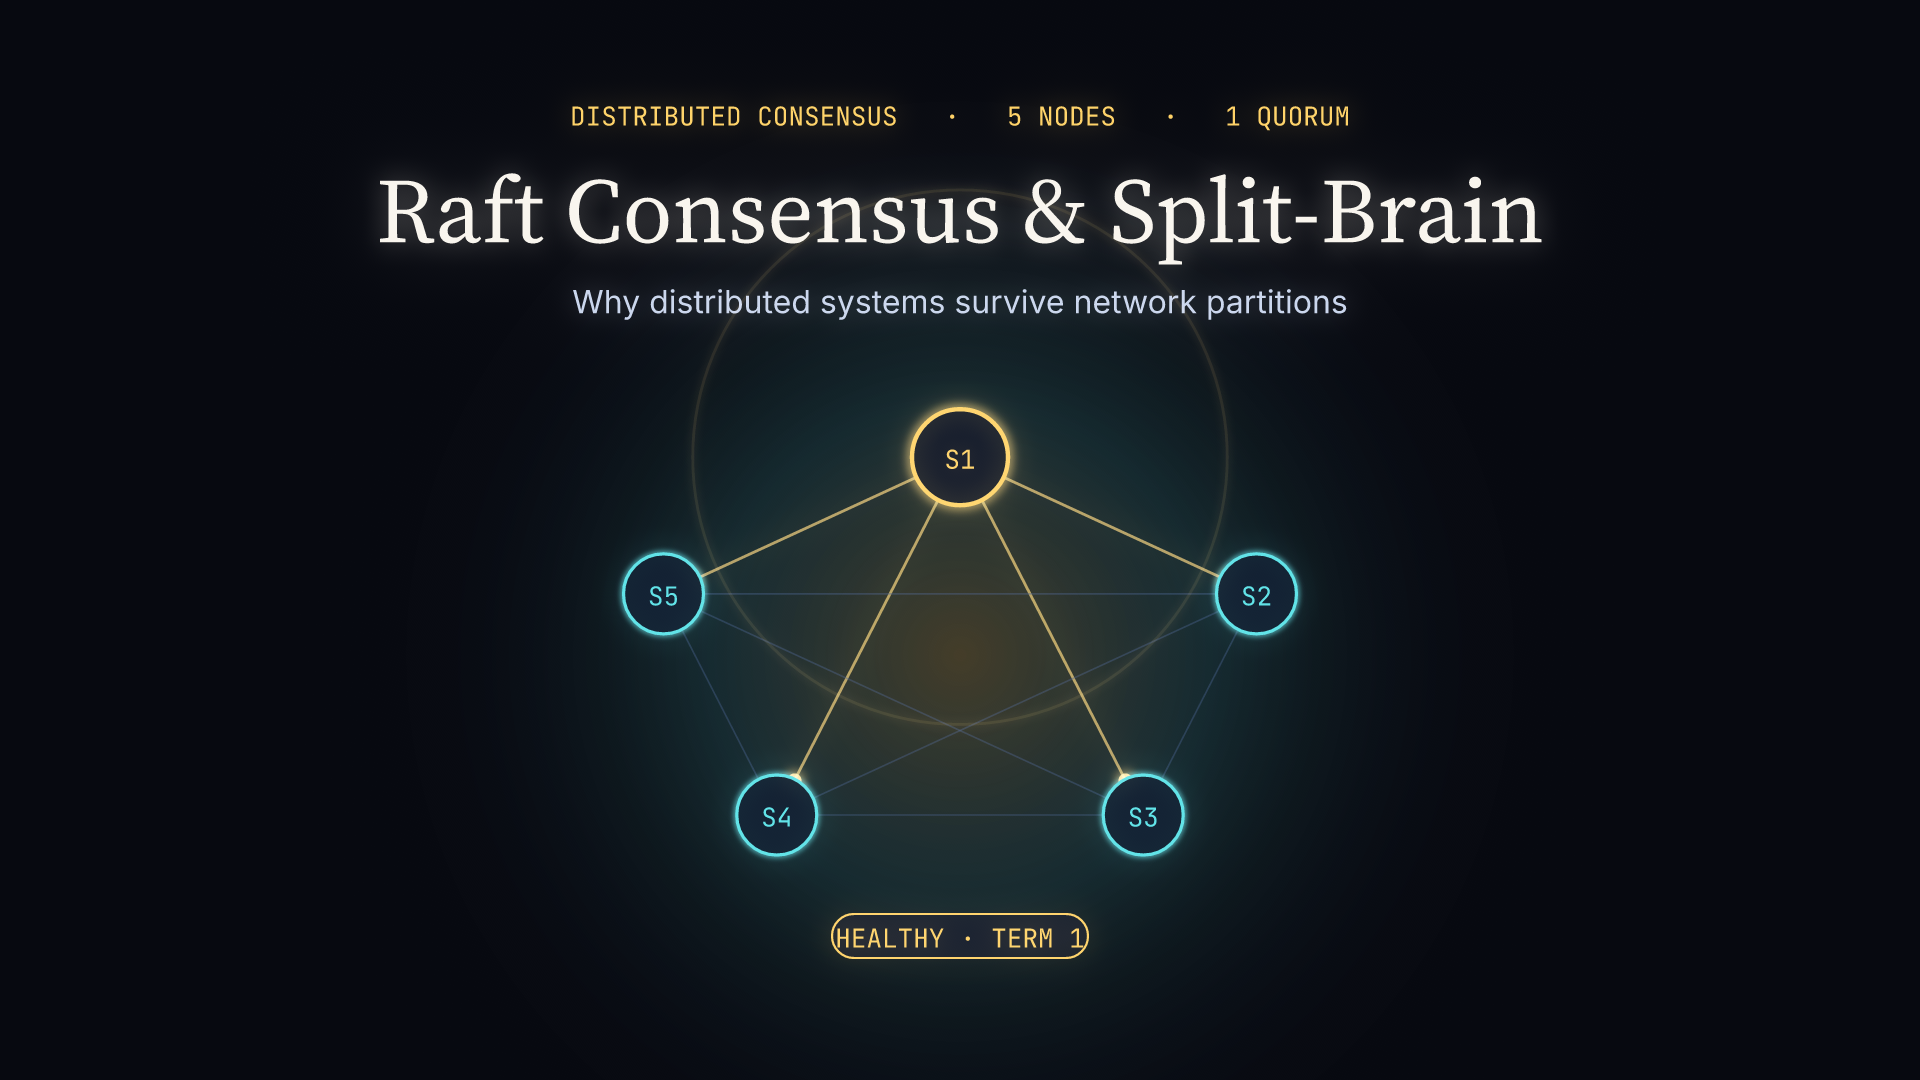 DISTRIBUTED CONSENSUS · 5 NODES · 1 QUORUM
Raft Consensus & Split-Brain
Why distributed systems survive network partitions
S1
S5
S2
S4
S3
HEALTHY · TERM 1